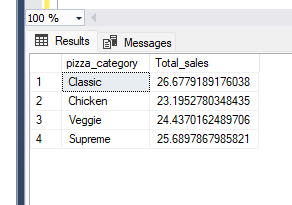 100 %
Results Messages
pizza_category Total_sales
1 Classic 26.6779189176038
2 Chicken 23.1952780348435
3 Veggie 24.4370162489706
4 Supreme 25.6897867985821